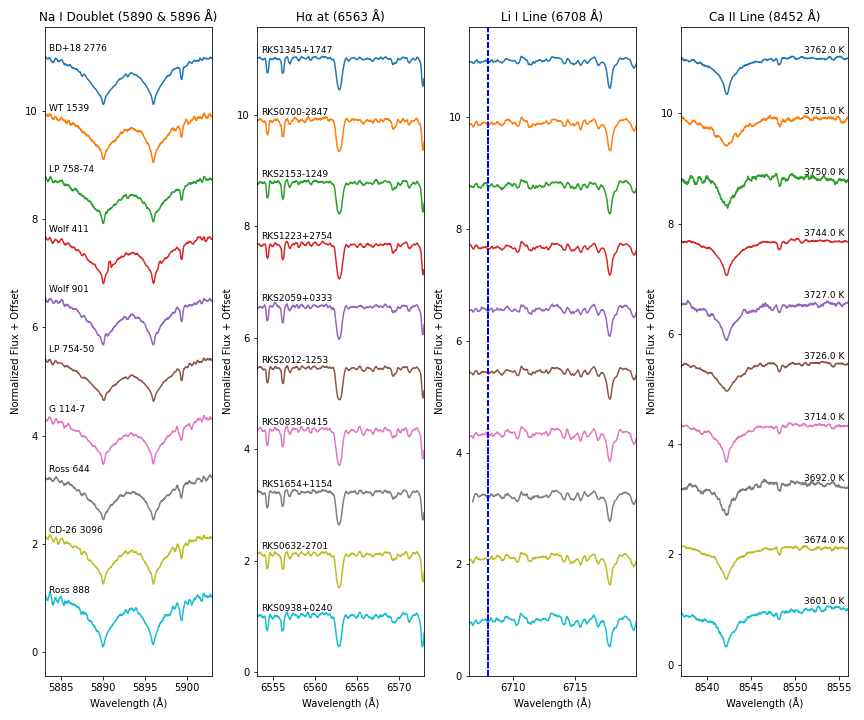 Na I Doublet (5890 & 5896 Å)
Hα at (6563 Å)
Li I Line (6708 Å)
Ca II Line (8452 Å)
Normalized Flux + Offset
10
8
6
4
2
0
BD+18 2776
WT 1539
LP 758-74
Wolf 411
Wolf 901
LP 754-50
G 114-7
Ross 644
CD-26 3096
Ross 888
5885
5890
5895
5900
Wavelength (Å)
Normalized Flux + Offset
10
8
6
4
2
0
RKS1345+1747
RKS0700-2847
RKS2153-1249
RKS1223+2754
RKS2059+0333
RKS2012-1253
RKS0838-0415
RKS1654+1154
RKS0632-2701
RKS0938+0240
6555
6560
6565
6570
Wavelength (Å)
Normalized Flux + Offset
10
8
6
4
2
0
6710
6715
Wavelength (Å)
Normalized Flux + Offset
10
8
6
4
2
0
3762.0 K
3751.0 K
3750.0 K
3744.0 K
3727.0 K
3726.0 K
3714.0 K
3692.0 K
3674.0 K
3601.0 K
8540
8545
8550
8555
Wavelength (Å)